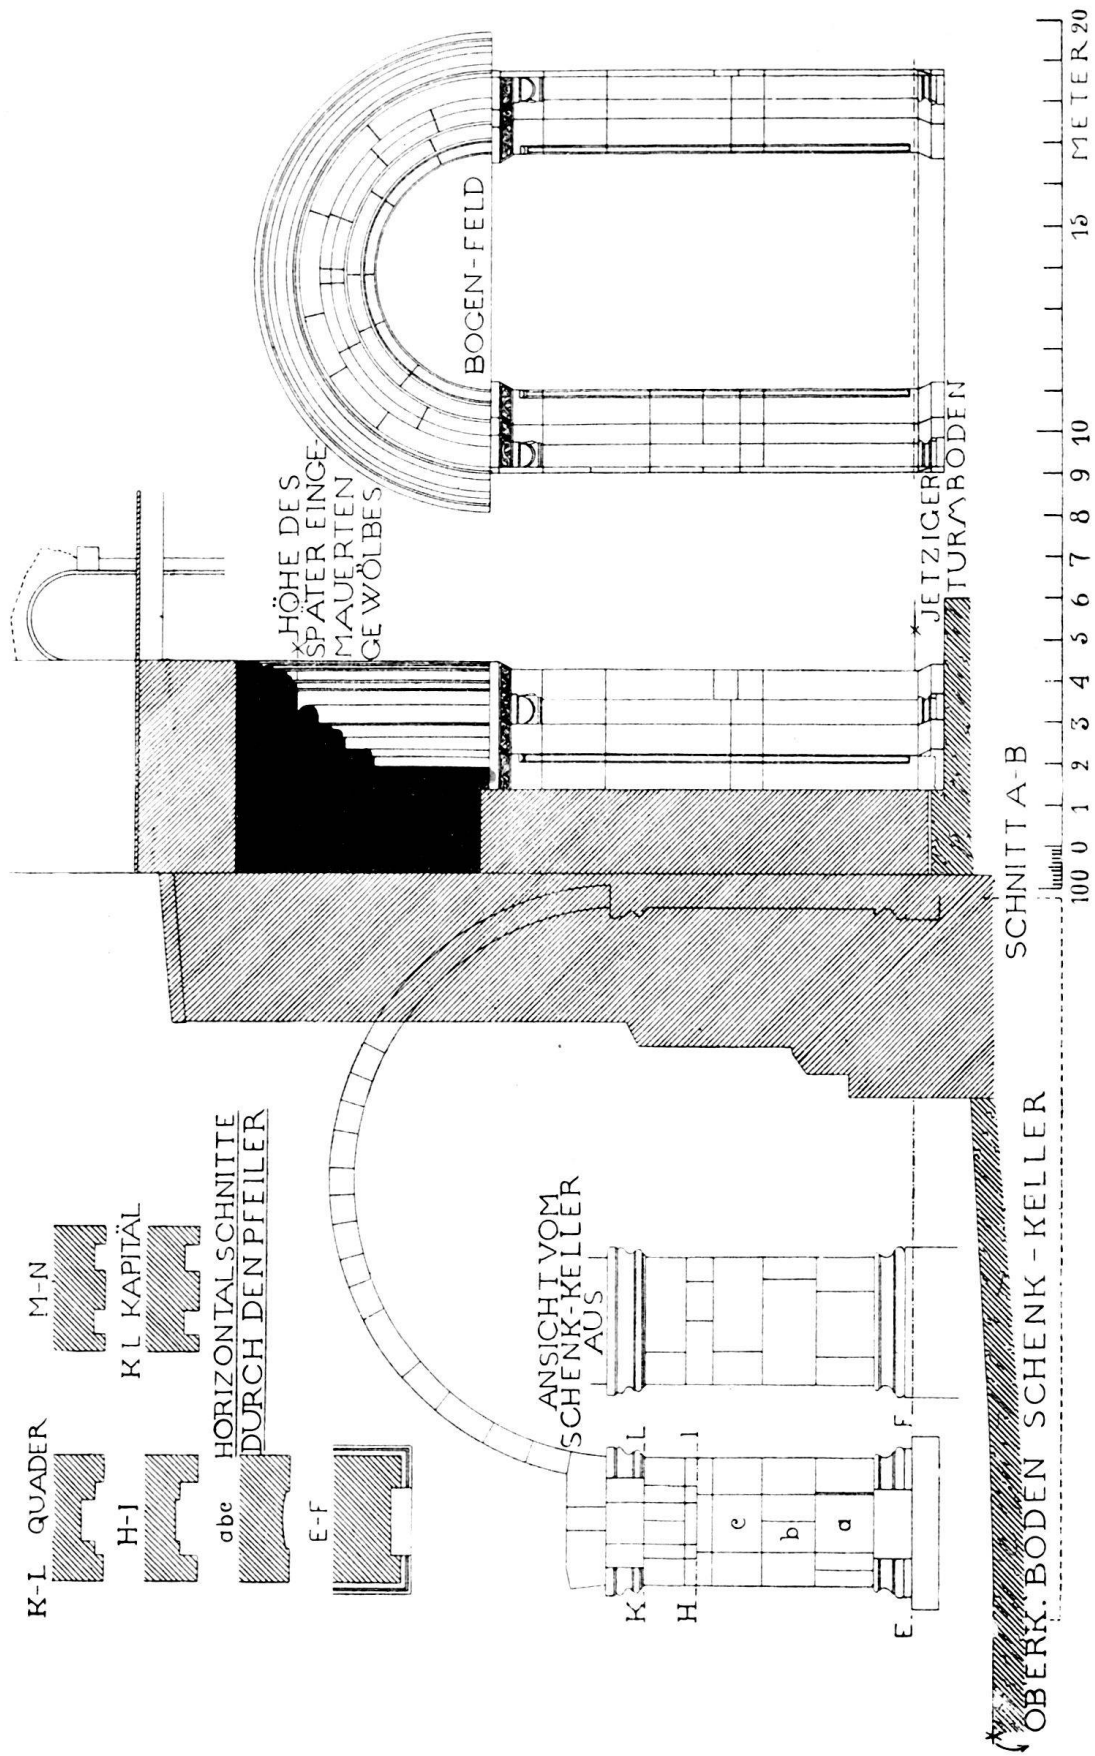 K-L QUADER
M-N
H-J
K L KAPITÄL
abc
HORIZONTALSCHNITTE
DURCH DEN PFEILER
E-F
ANSICHT VOM
SCHENK-KELLER
AUS
K
L
H
I
c
b
a
E
F
HÖHE DES
SPÄTER EINGE-
MAUERTEN
GEWÖLBES
BOGEN-FELD
JETZIGER
TURMBODEN
SCHNITT A-B
OBERK. BODEN SCHENK-KELLER
100 0 1 2 3 4 5 6 7 8 9 10 15 METER 20